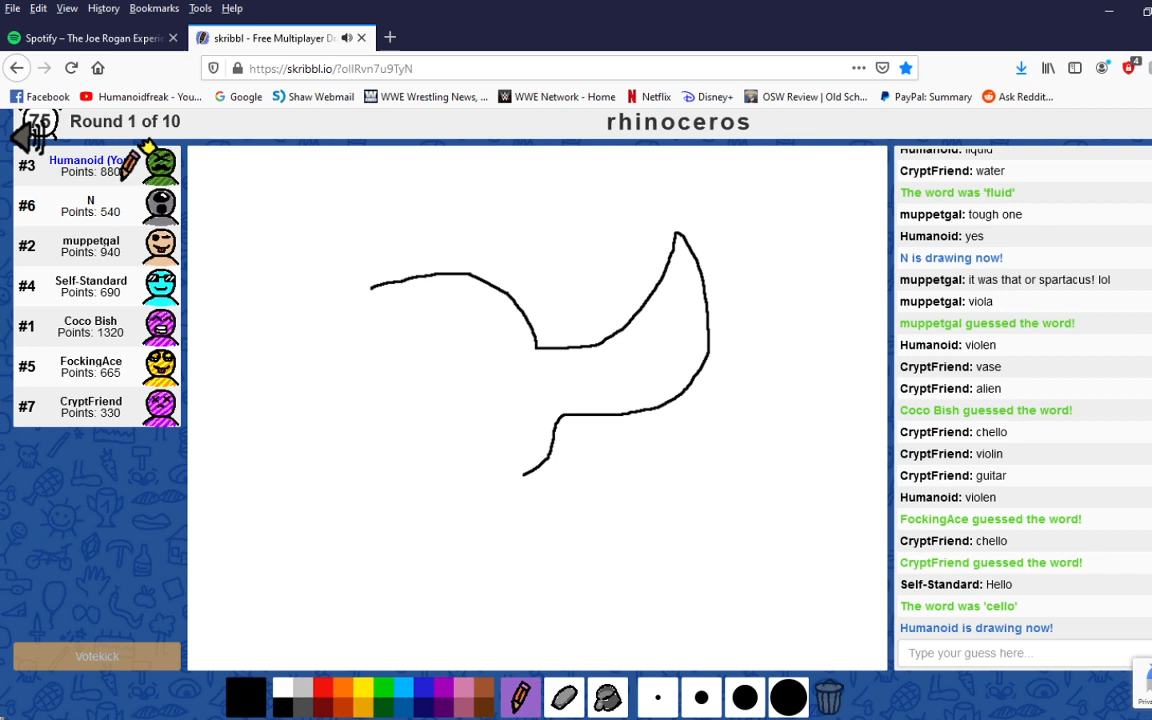 File Edit View History Bookmarks Tools Help
Spotify – The Joe Rogan Experi
skribbl - Free Multiplayer D
https://skribbl.io/?olIRvn7u9TyN
4
Facebook Humanoidfreak - You... Google Shaw Webmail WWE Wrestling News, ... WWE Network - Home Netflix Disney+ OSW Review | Old Sch... PayPal: Summary Ask Reddit...
75 Round 1 of 10
rhinoceros
#3 Humanoid (You
Points: 880
#6 N
Points: 540
#2 muppetgal
Points: 940
#4 Self-Standard
Points: 690
#1 Coco Bish
Points: 1320
#5 FockingAce
Points: 665
#7 CryptFriend
Points: 330
Votekick
Humanoid: liquid
CryptFriend: water
The word was 'fluid'
muppetgal: tough one
Humanoid: yes
N is drawing now!
muppetgal: it was that or spartacus! lol
muppetgal: viola
muppetgal guessed the word!
Humanoid: violen
CryptFriend: vase
CryptFriend: alien
Coco Bish guessed the word!
CryptFriend: chello
CryptFriend: violin
CryptFriend: guitar
Humanoid: violen
FockingAce guessed the word!
CryptFriend: chello
CryptFriend guessed the word!
Self-Standard: Hello
The word was 'cello'
Humanoid is drawing now!
Type your guess here...
Priva